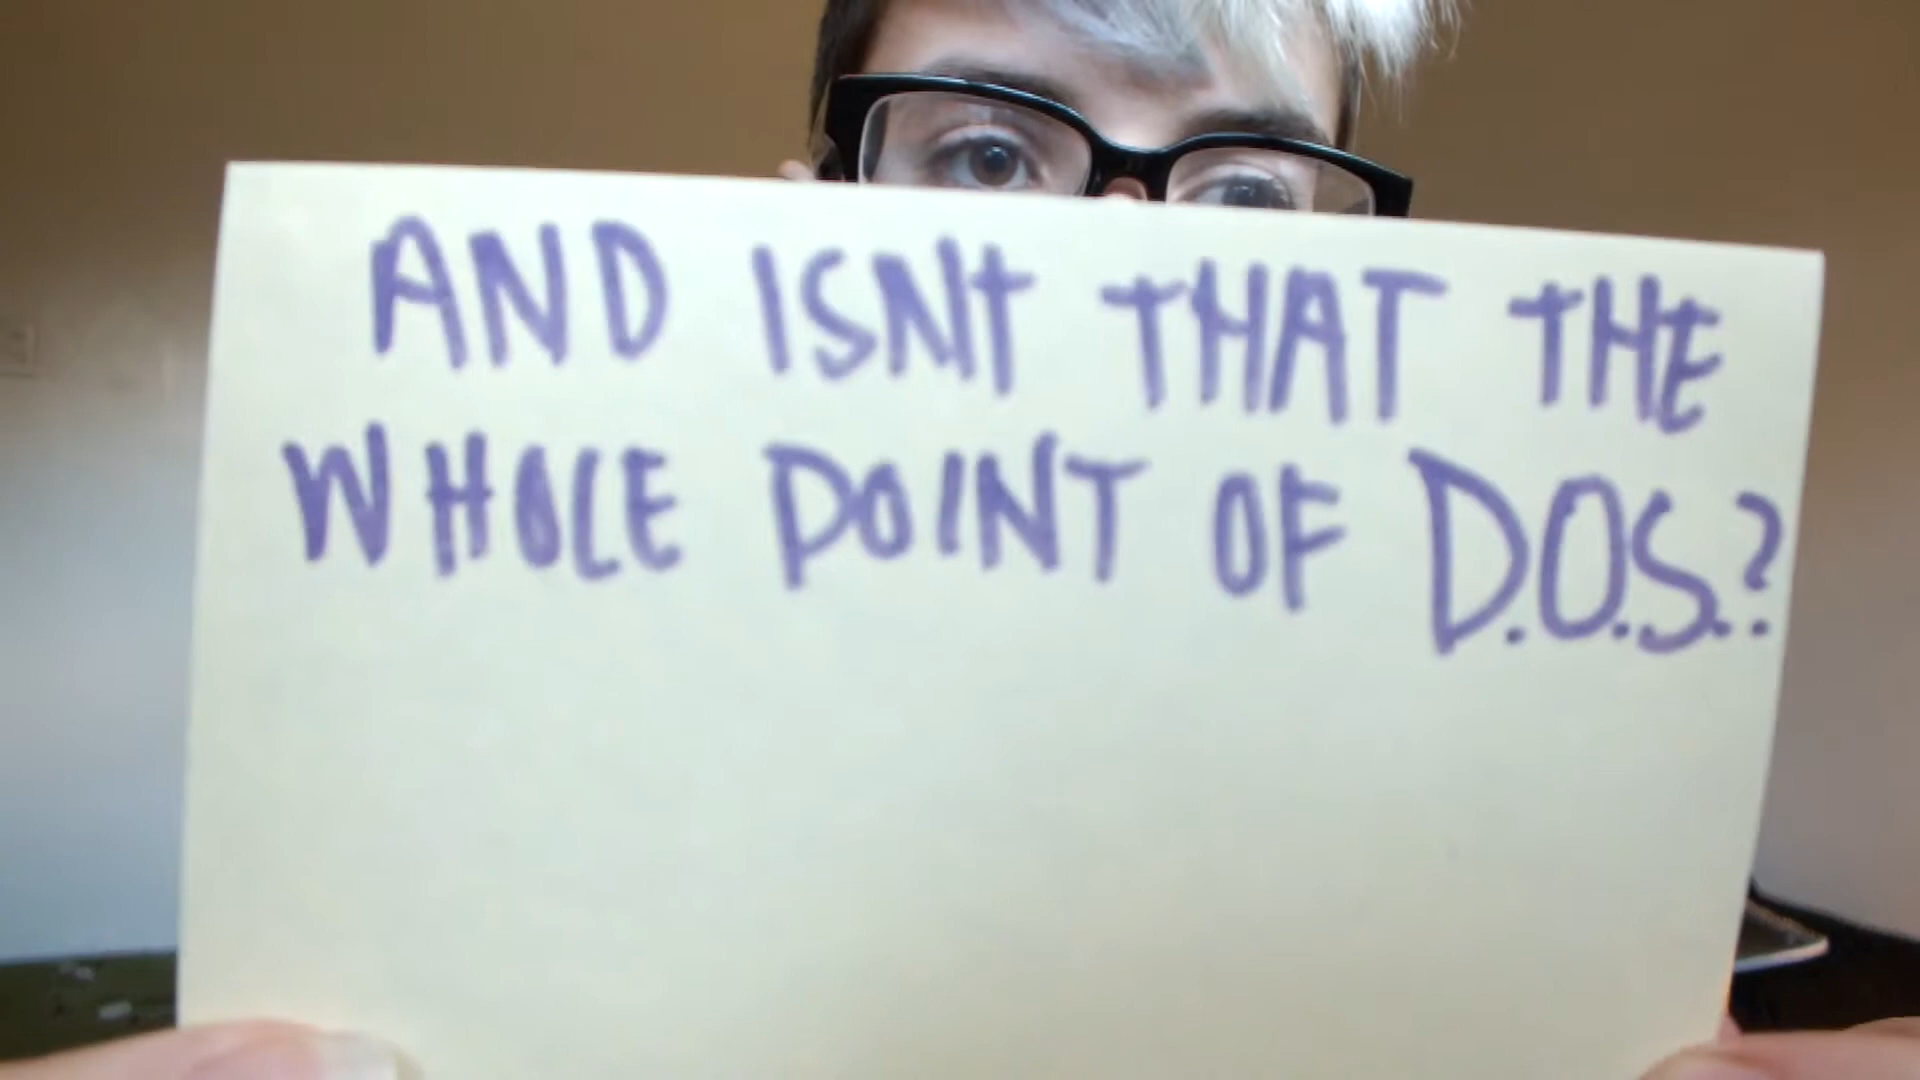 AND ISNT THAT THE
WHOLE POINT OF D.O.S.?